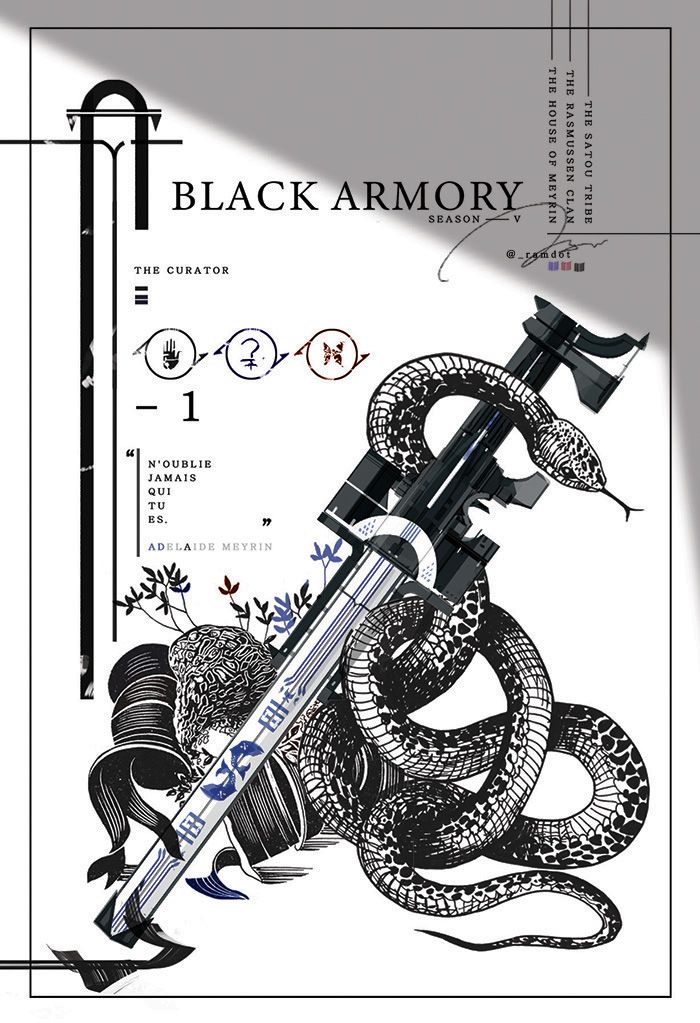 THE SATOU TRIBE
THE RASMUSSEN CLAN
THE HOUSE OF MEYRIN
BLACK ARMORY
SEASON — V
@_ramdot
THE CURATOR
?
– 1
“
N'OUBLIE
JAMAIS
QUI
TU
ES.
”
ADELAIDE MEYRIN